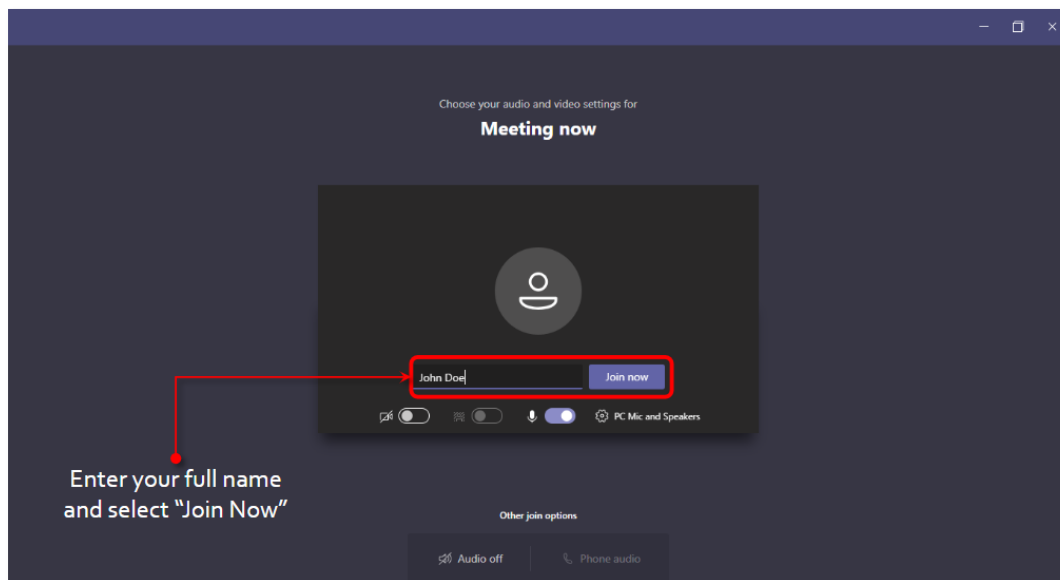 Choose your audio and video settings for
Meeting now
John Doe
Join now
PC Mic and Speakers
Enter your full name
and select “Join Now”
Other join options
Audio off
Phone audio